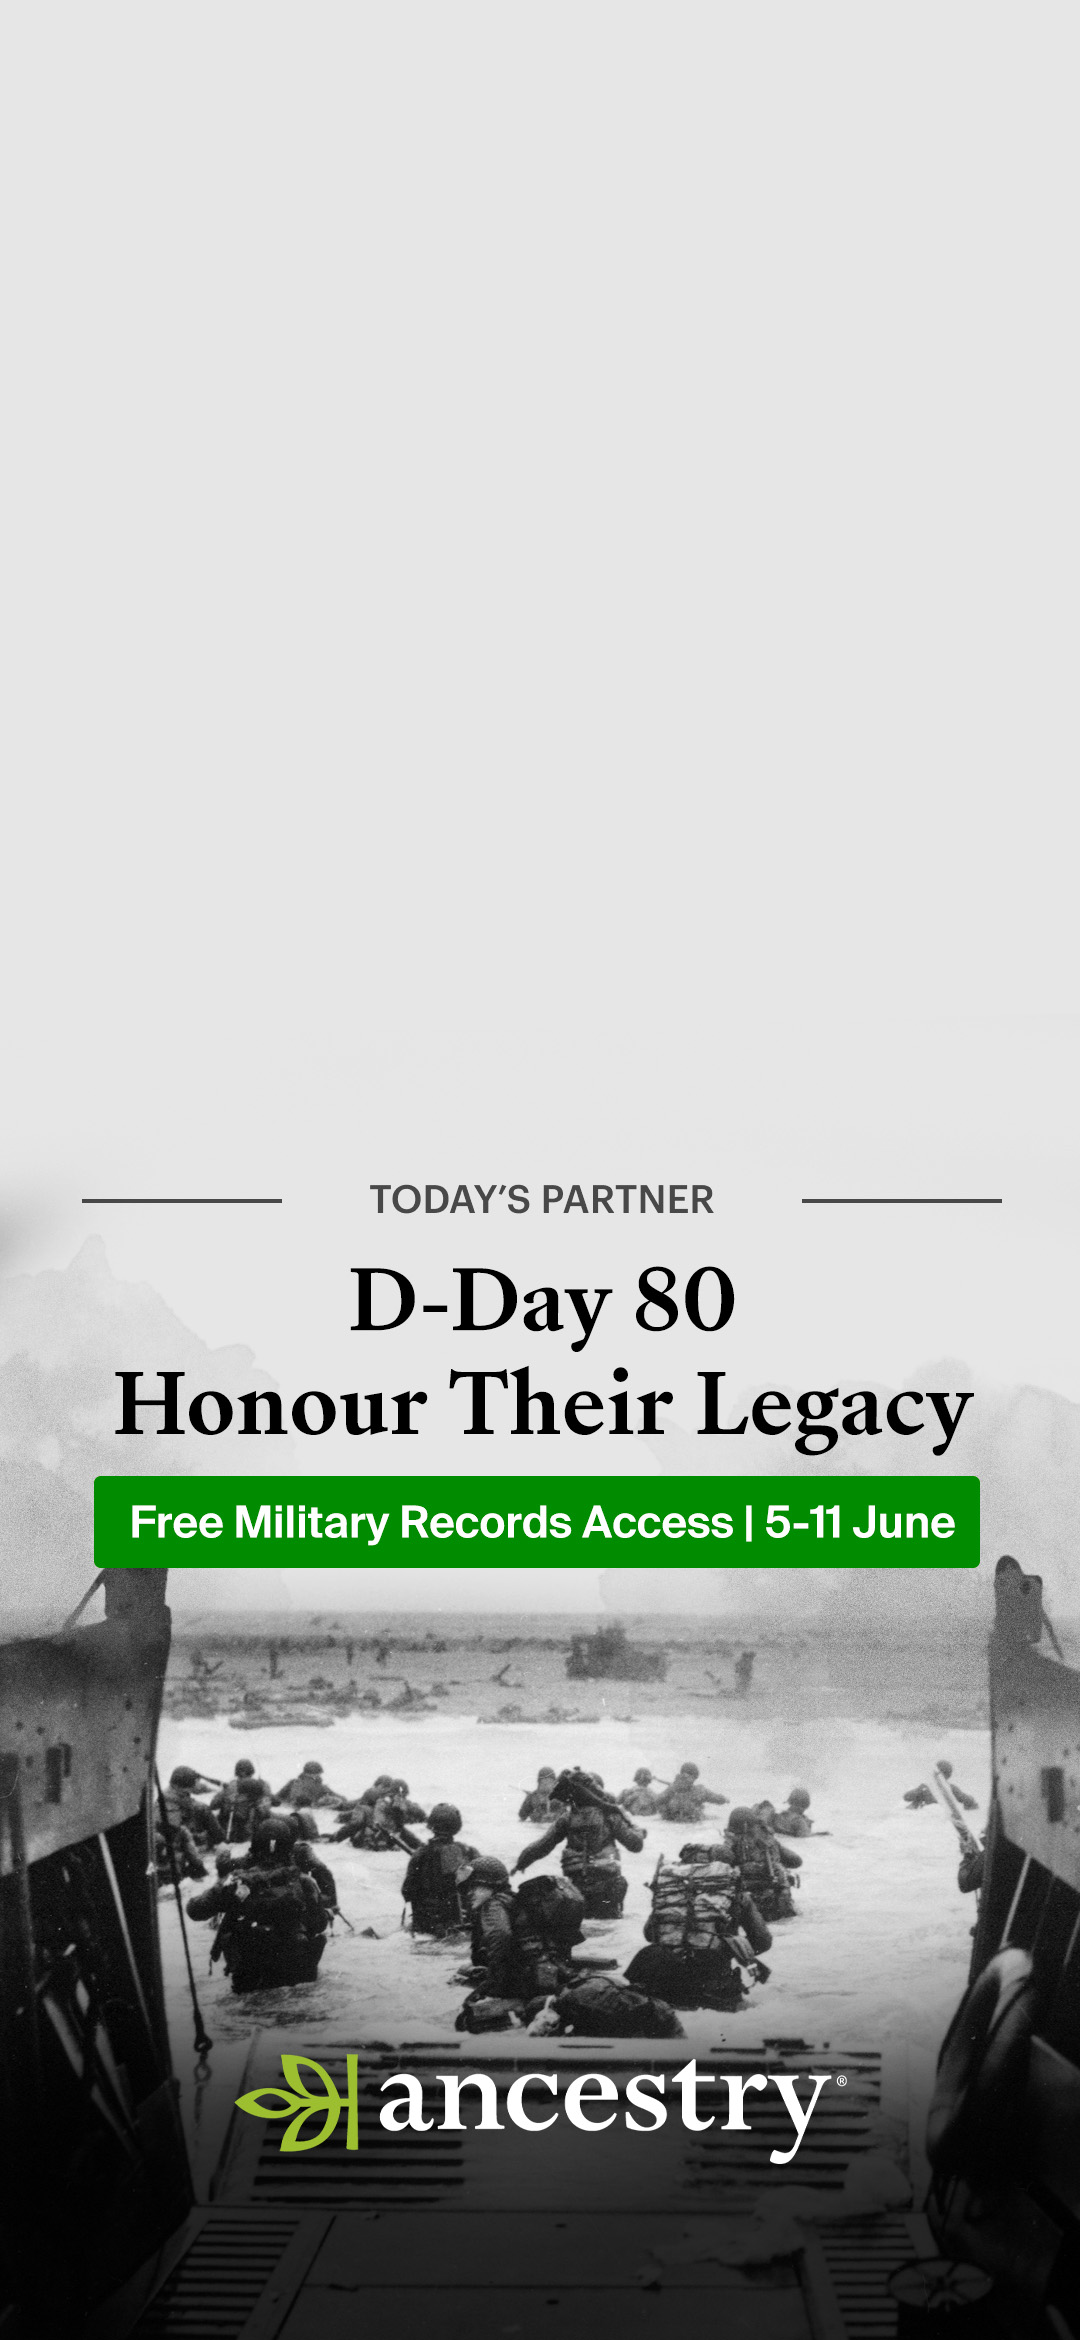 TODAY’S PARTNER
D-Day 80
Honour Their Legacy
Free Military Records Access | 5-11 June
ancestry®